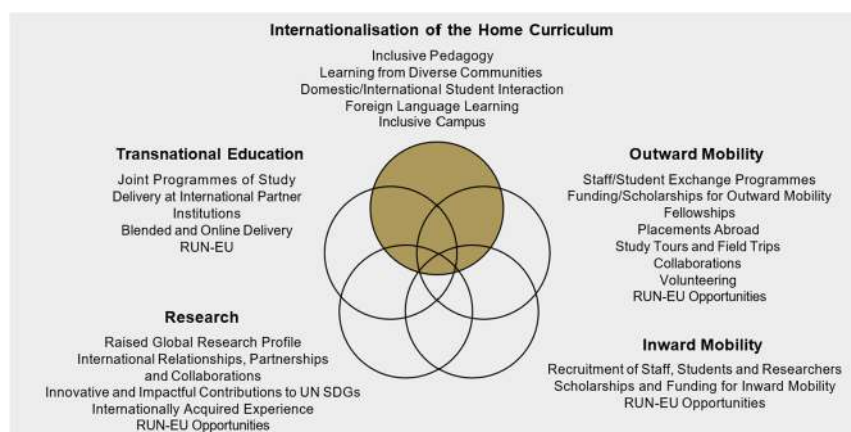 Internationalisation of the Home Curriculum
Inclusive Pedagogy
Learning from Diverse Communities
Domestic/International Student Interaction
Foreign Language Learning
Inclusive Campus
Transnational Education
Joint Programmes of Study
Delivery at International Partner
Institutions
Blended and Online Delivery
RUN-EU
Outward Mobility
Staff/Student Exchange Programmes
Funding/Scholarships for Outward Mobility
Fellowships
Placements Abroad
Study Tours and Field Trips
Collaborations
Volunteering
RUN-EU Opportunities
Research
Raised Global Research Profile
International Relationships, Partnerships
and Collaborations
Innovative and Impactful Contributions to UN SDGs
Internationally Acquired Experience
RUN-EU Opportunities
Inward Mobility
Recruitment of Staff, Students and Researchers
Scholarships and Funding for Inward Mobility
RUN-EU Opportunities